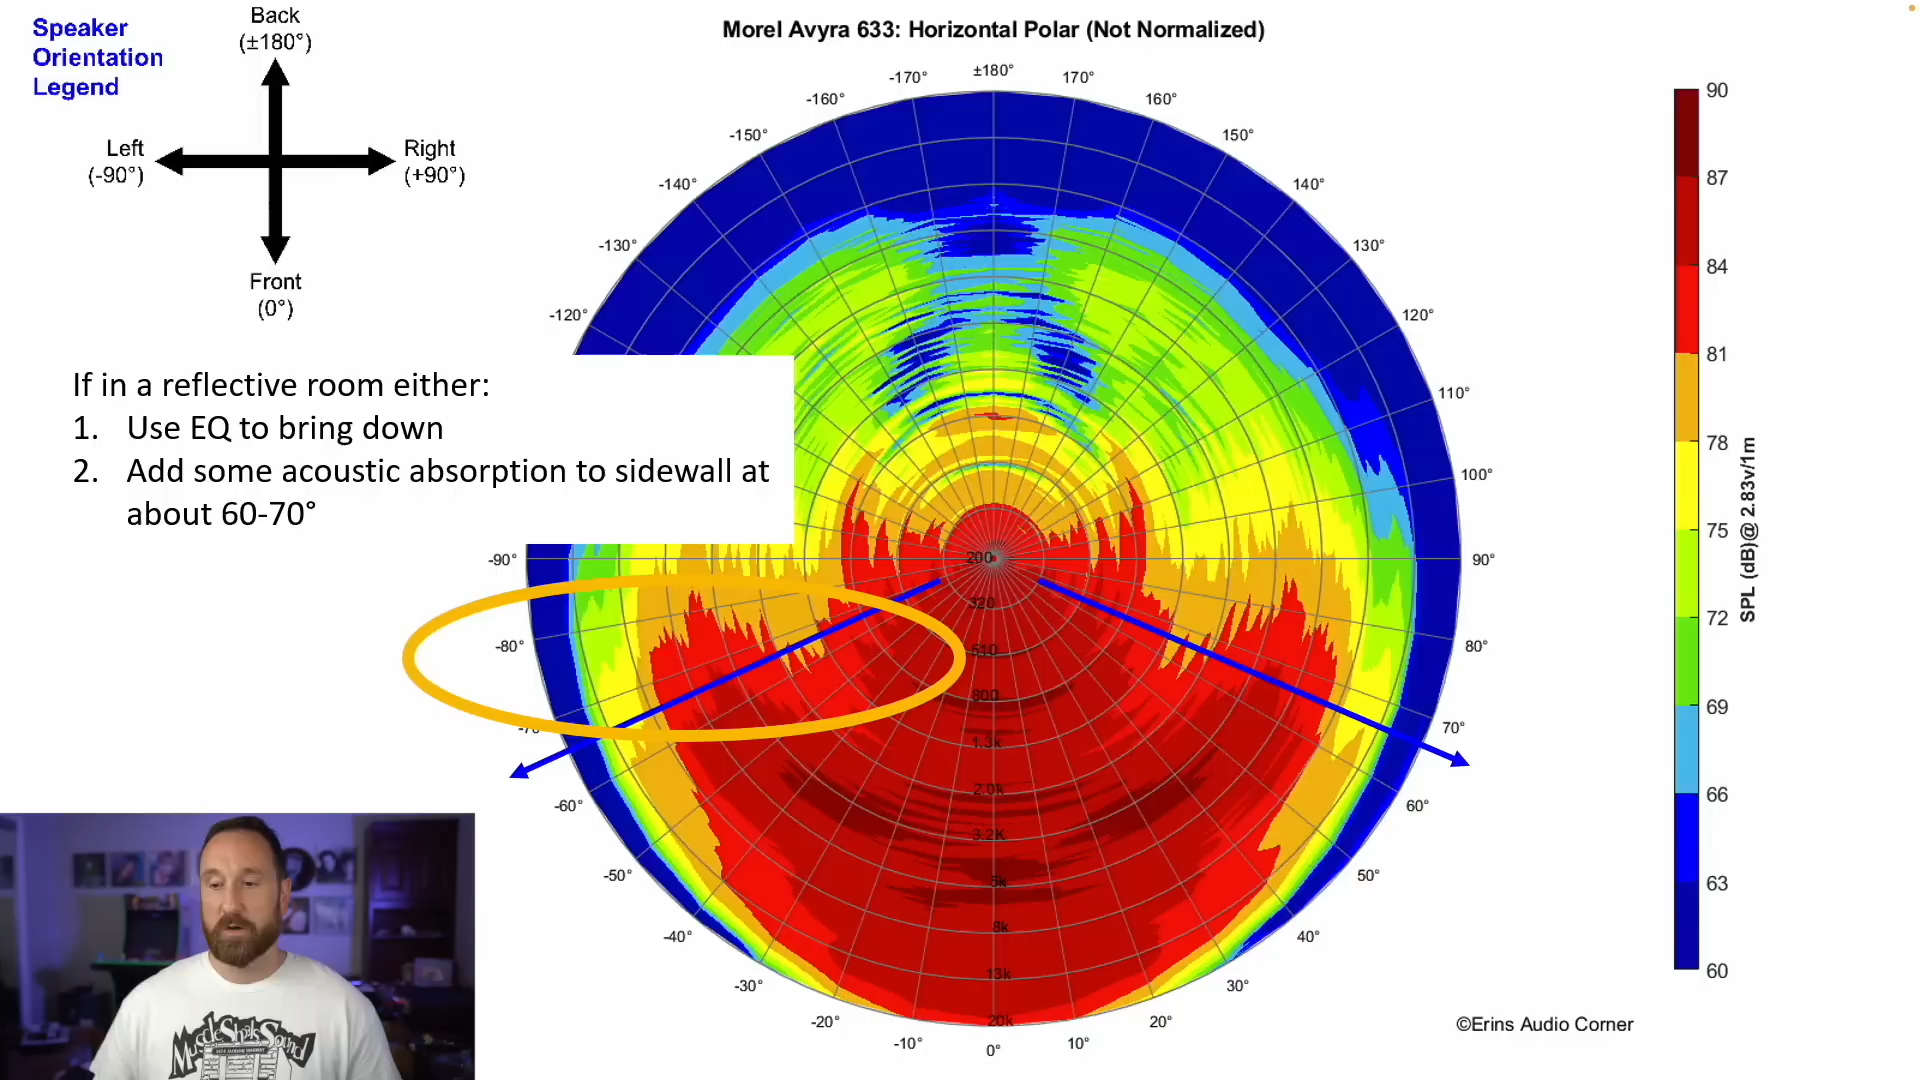 Speaker
Orientation
Legend
Back
(±180°)
Left
(-90°)
Right
(+90°)
Front
(0°)
Morel Avyra 633: Horizontal Polar (Not Normalized)
±180°
-170°
170°
-160°
160°
-150°
150°
-140°
140°
-130°
130°
-120°
120°
110°
100°
-90°
90°
-80°
80°
70°
-60°
60°
-50°
50°
-40°
40°
-30°
30°
-20°
20°
-10°
10°
0°
200
320
510
800
1.3k
2.0k
3.2K
5k
8k
13k
20k
If in a reflective room either:
1. Use EQ to bring down
2. Add some acoustic absorption to sidewall at
about 60-70°
90
87
84
81
78
75
72
69
66
63
60
SPL (dB)@ 2.83v/1m
©Erins Audio Corner
Muscle Shoals Sound